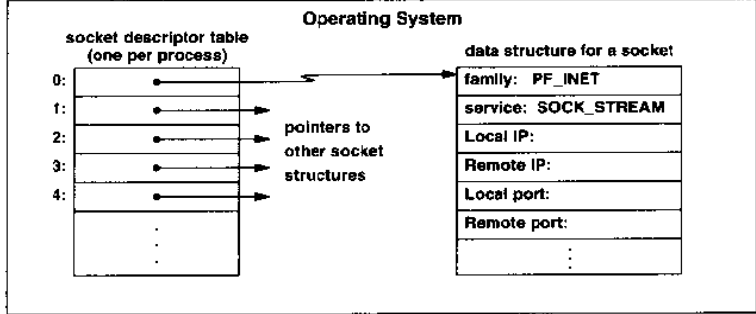 Operating System
socket descriptor table
(one per process)
0:
1:
2:
3:
4:
pointers to
other socket
structures
data structure for a socket
family: PF_INET
service: SOCK_STREAM
Local IP:
Remote IP:
Local port:
Remote port: